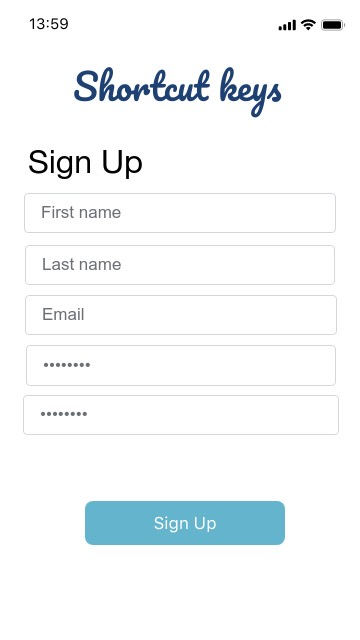 13:59
Shortcut keys
Sign Up
First name
Last name
Email
••••••••
••••••••
Sign Up